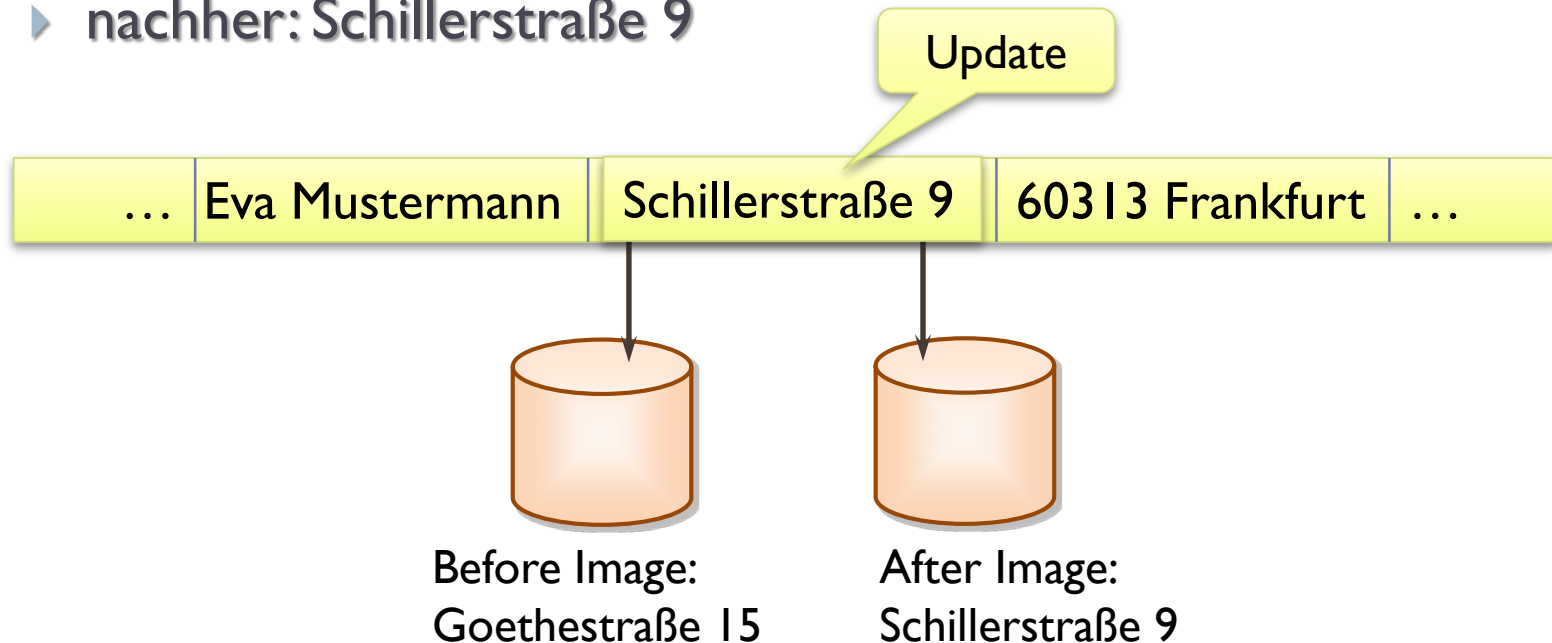 nachher: Schillerstraße 9
Update
… Eva Mustermann Schillerstraße 9 60313 Frankfurt …
Before Image: After Image:
Goethestraße 15 Schillerstraße 9